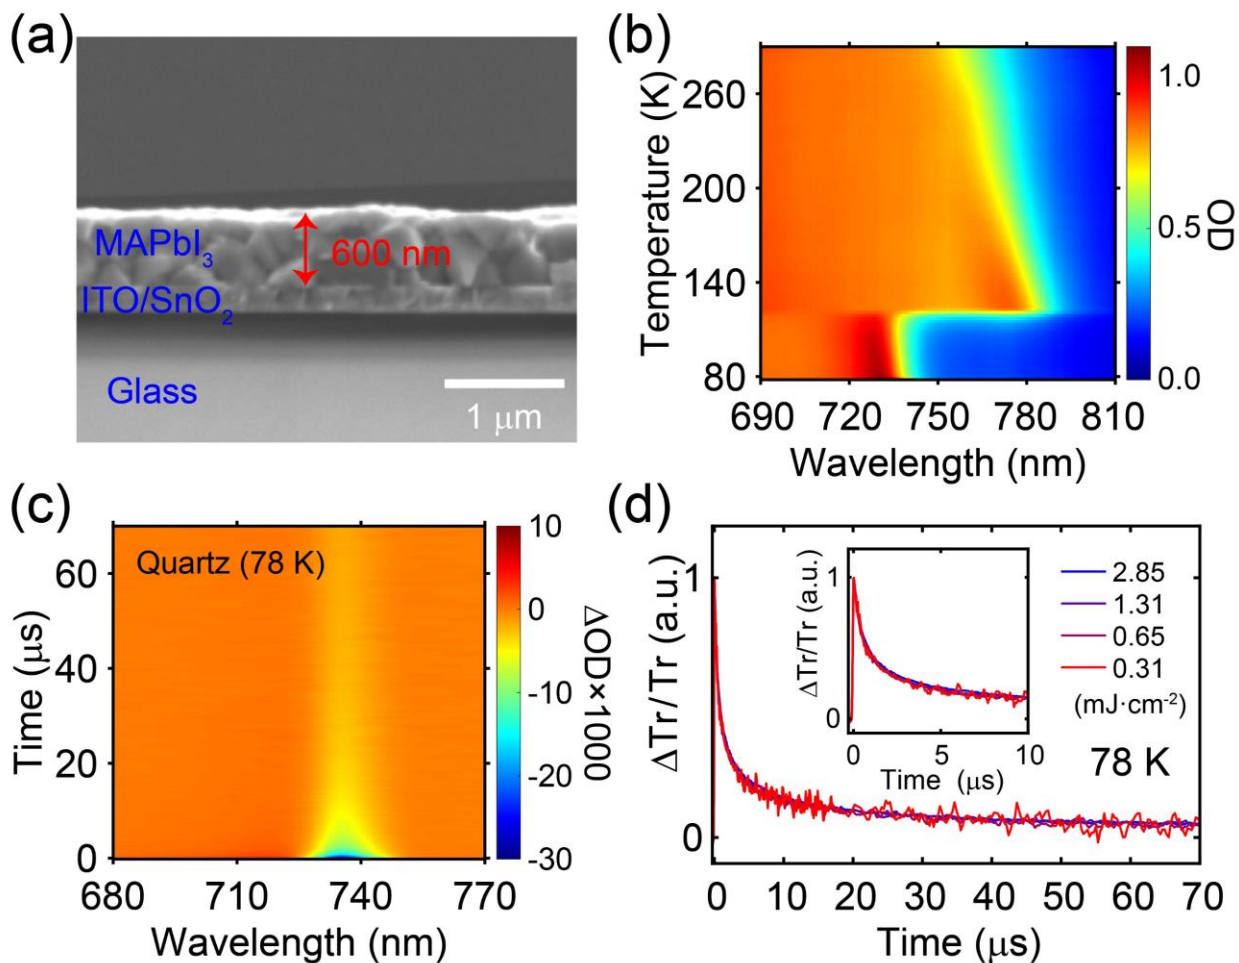 (a)
MAPbI₃
600 nm
ITO/SnO₂
Glass
1 μm
(b)
Temperature (K)
260
200
140
80
690 720 750 780 810
Wavelength (nm)
1.0
0.5
0.0
OD
(c)
Quartz (78 K)
Time (μs)
60
40
20
0
680 710 740 770
Wavelength (nm)
10
0
-10
-20
-30
ΔOD×1000
(d)
ΔTr/Tr (a.u.)
1
0
0 10 20 30 40 50 60 70
Time (μs)
ΔTr/Tr (a.u.)
1
0
0 5 10
Time (μs)
2.85
1.31
0.65
0.31
(mJ·cm⁻²)
78 K